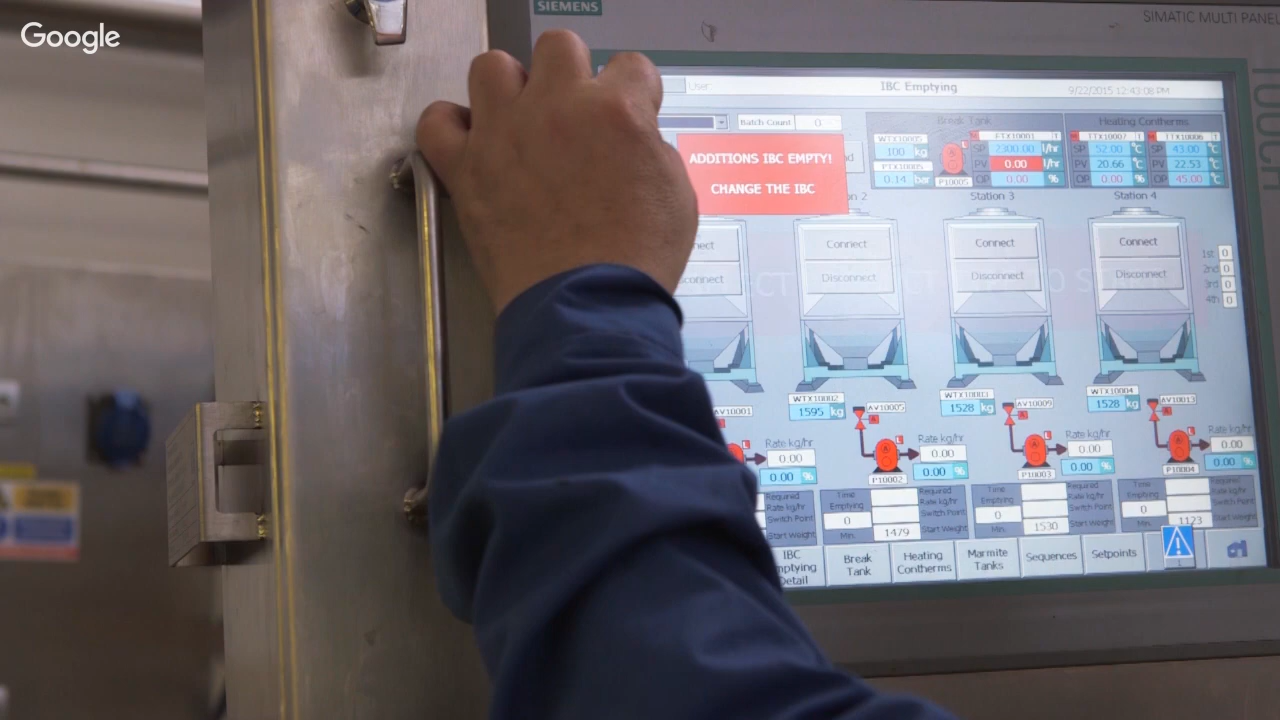 Google
SIEMENS
SIMATIC MULTI PANEL
TOUCH
User:
IBC Emptying
9/22/2015 12:43:08 PM
Batch Count
0
ADDITIONS IBC EMPTY!
CHANGE THE IBC
Break Tank
WTX10005
100 kg
PTX10005
0.14 bar
P10005
FTX10001
SP 2300.00 l/hr
PV 0.00 l/hr
OP 0.00 %
Heating Contherms
M TTX10007 T
SP 52.00 °C
PV 20.66 °C
OP 0.00 %
M TTX10006 T
SP 43.00 °C
PV 22.53 °C
OP 45.00 °C
n 2
Station 3
Station 4
Connect
Disconnect
Connect
Disconnect
Connect
Disconnect
1st 0
2nd 0
3rd 0
4th 0
WTX10002
1595 kg
WTX10003
1528 kg
WTX10004
1528 kg
AV10001
AV10005
AV10009
AV10013
Rate kg/hr
0.00
0.00 %
Rate kg/hr
0.00
0.00 %
P10002
Rate kg/hr
0.00
0.00 %
P10003
Rate kg/hr
0.00
0.00 %
P10004
Required
Rate kg/hr
Switch Point
Start Weight
Time
Emptying
0
Min.
1479
Required
Rate kg/hr
Switch Point
Start Weight
Time
Emptying
0
Min.
1530
Required
Rate kg/hr
Switch Point
Start Weight
Time
Emptying
0
Min.
1123
Required
Rate kg/hr
Switch Point
Start Weight
IBC
mptying
Detail
Break
Tank
Heating
Contherms
Marmite
Tanks
Sequences
Setpoints